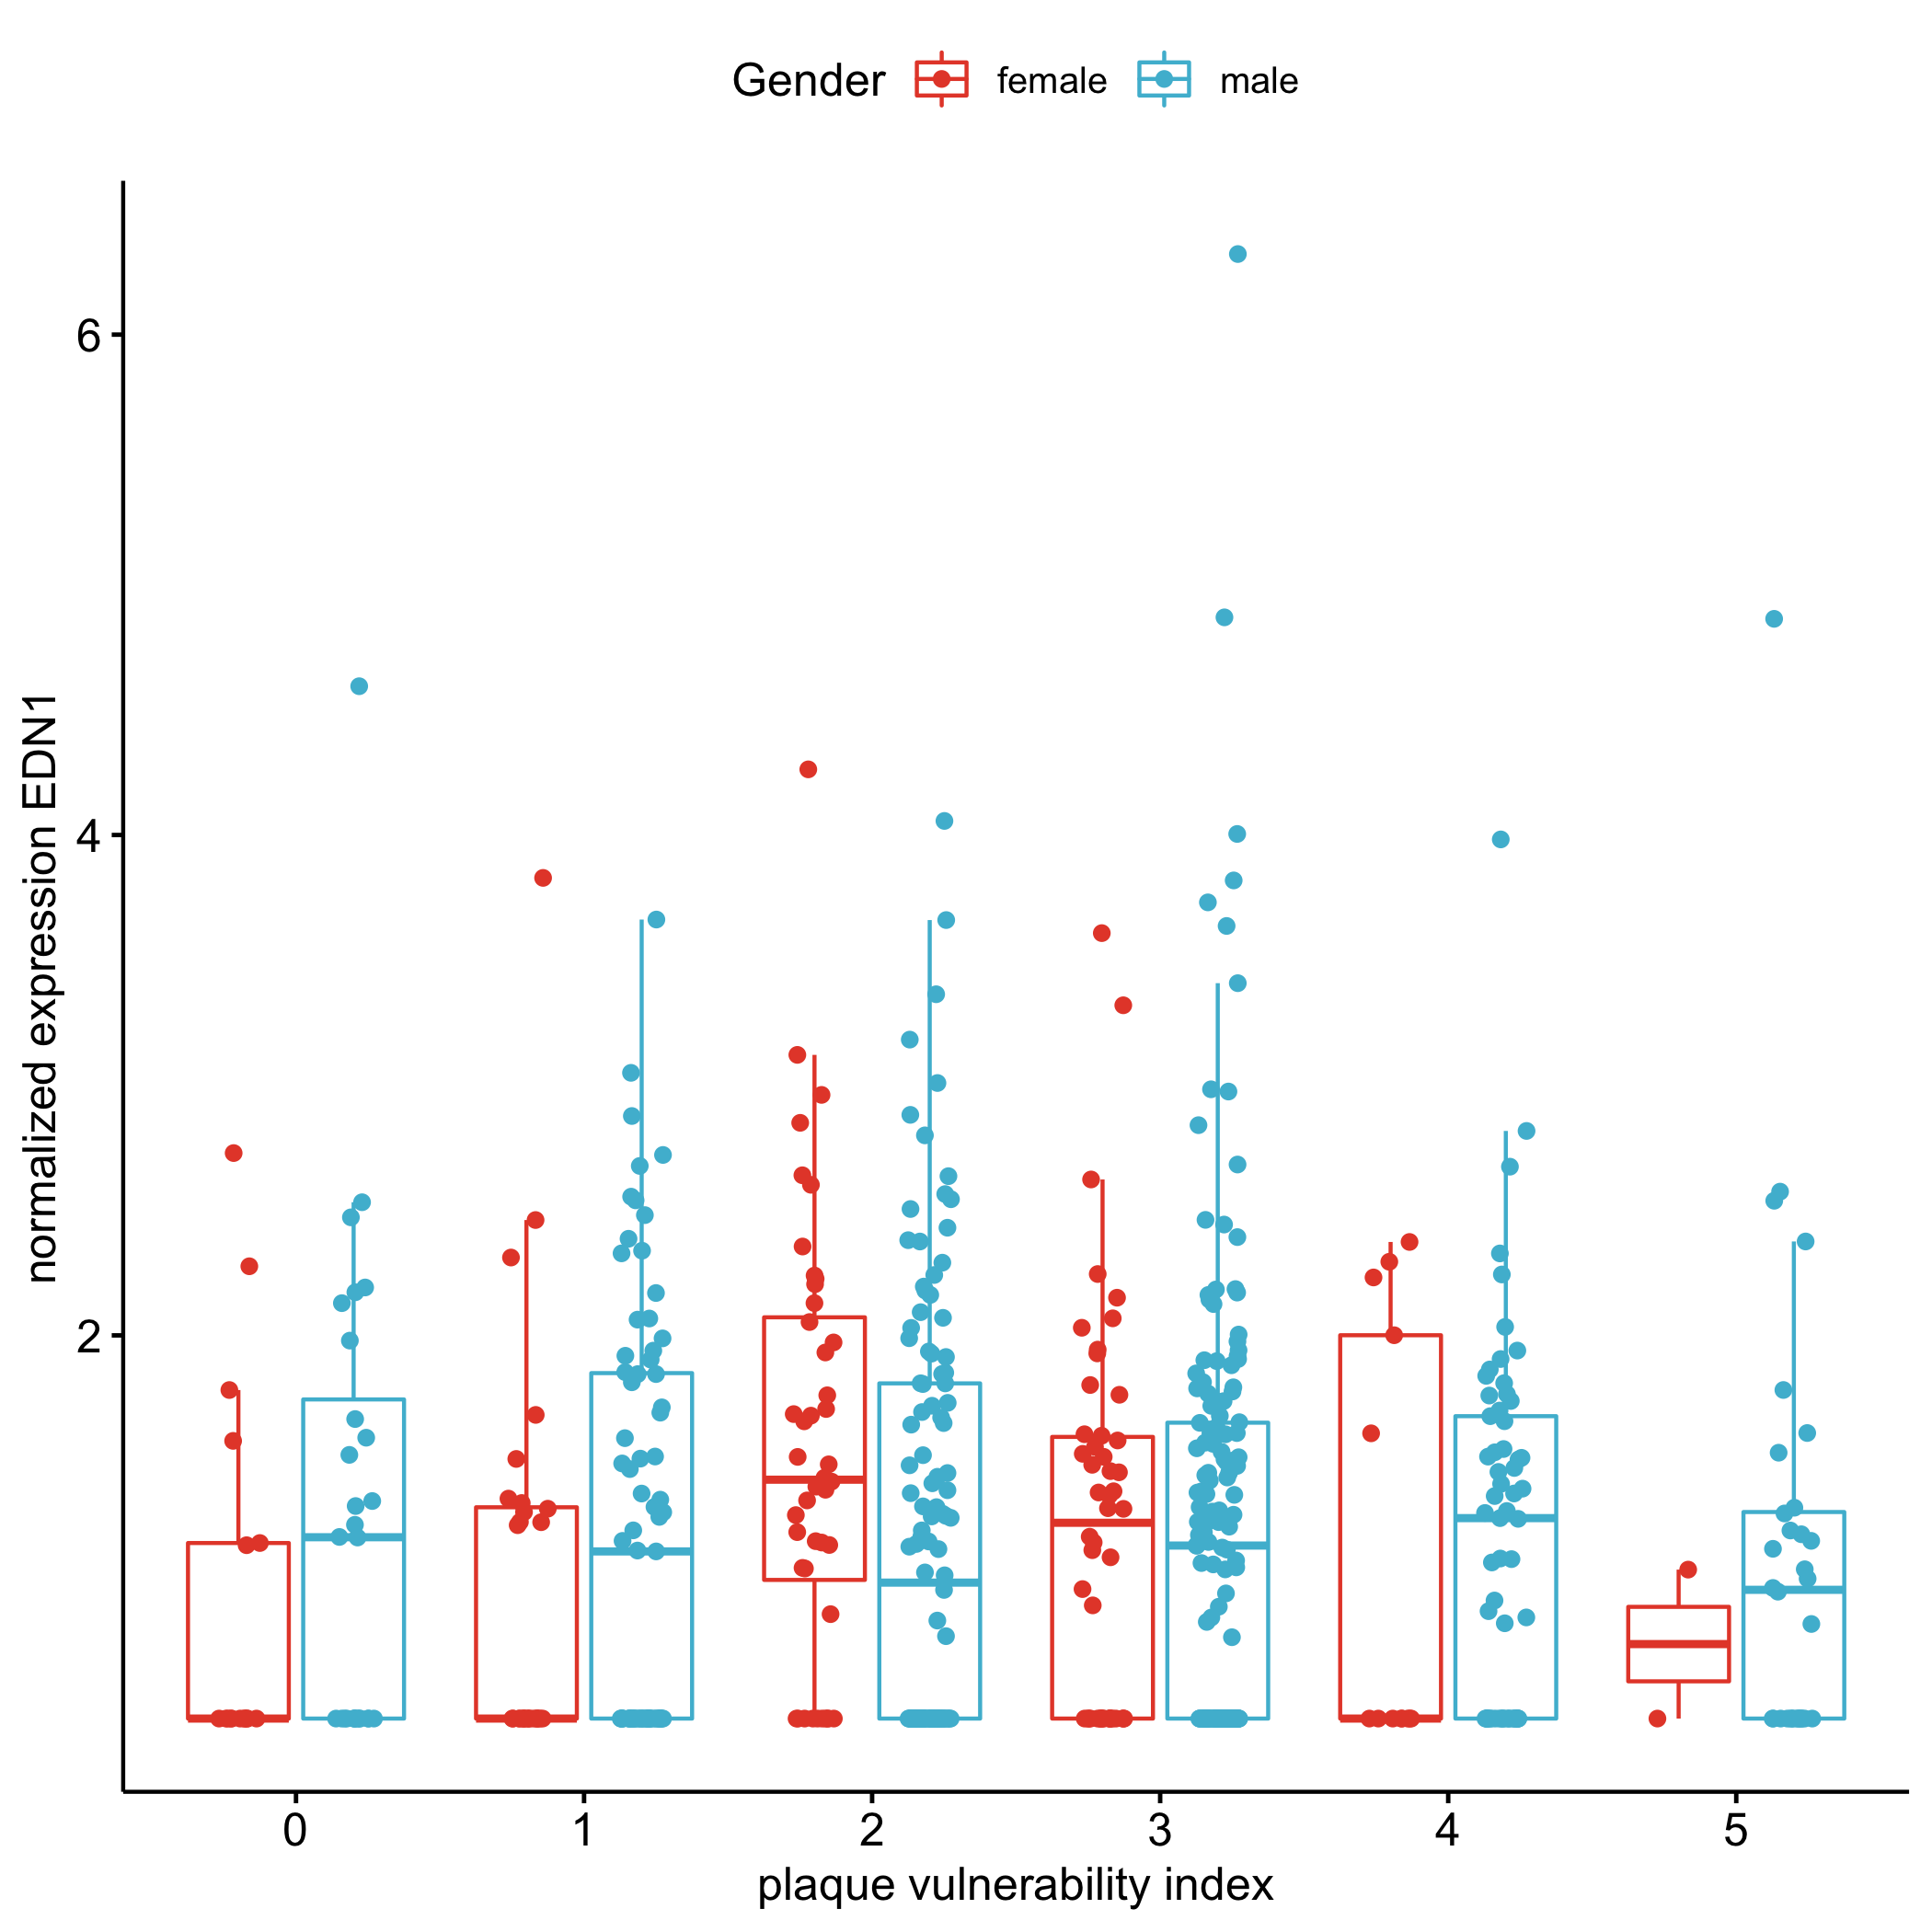 Gender female male
6
4
2
normalized expression EDN1
0 1 2 3 4 5
plaque vulnerability index